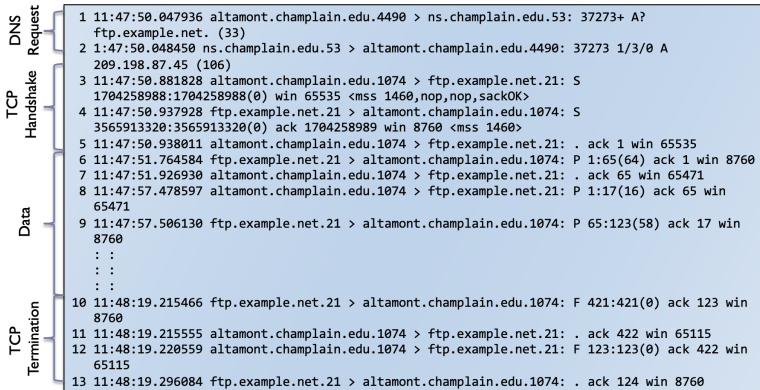 DNS
Request
1 11:47:50.047936 altamont.champlain.edu.4490 > ns.champlain.edu.53: 37273+ A?
ftp.example.net. (33)
2 1:47:50.048450 ns.champlain.edu.53 > altamont.champlain.edu.4490: 37273 1/3/0 A
209.198.87.45 (106)
TCP
Handshake
3 11:47:50.881828 altamont.champlain.edu.1074 > ftp.example.net.21: S
1704258988:1704258988(0) win 65535 <mss 1460,nop,nop,sackOK>
4 11:47:50.937928 ftp.example.net.21 > altamont.champlain.edu.1074: S
3565913320:3565913320(0) ack 1704258989 win 8760 <mss 1460>
5 11:47:50.938011 altamont.champlain.edu.1074 > ftp.example.net.21: . ack 1 win 65535
Data
6 11:47:51.764584 ftp.example.net.21 > altamont.champlain.edu.1074: P 1:65(64) ack 1 win 8760
7 11:47:51.926930 altamont.champlain.edu.1074 > ftp.example.net.21: . ack 65 win 65471
8 11:47:57.478597 altamont.champlain.edu.1074 > ftp.example.net.21: P 1:17(16) ack 65 win
65471
9 11:47:57.506130 ftp.example.net.21 > altamont.champlain.edu.1074: P 65:123(58) ack 17 win
8760
: :
: :
: :
TCP
Termination
10 11:48:19.215466 ftp.example.net.21 > altamont.champlain.edu.1074: F 421:421(0) ack 123 win
8760
11 11:48:19.215555 altamont.champlain.edu.1074 > ftp.example.net.21: . ack 422 win 65115
12 11:48:19.220559 altamont.champlain.edu.1074 > ftp.example.net.21: F 123:123(0) ack 422 win
65115
13 11:48:19.296084 ftp.example.net.21 > altamont.champlain.edu.1074: . ack 124 win 8760